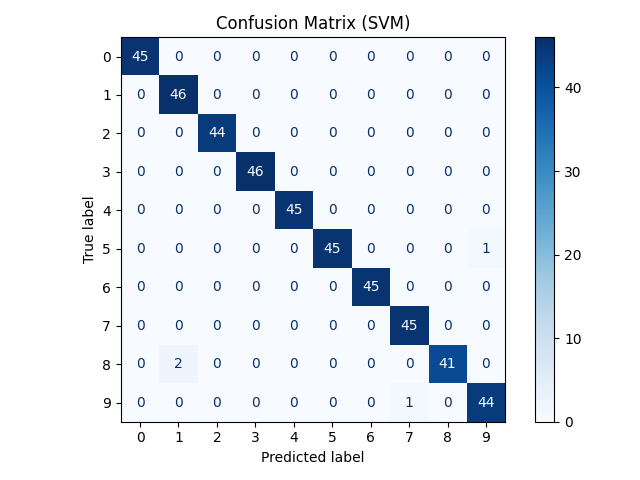 Confusion Matrix (SVM)
0 45 0 0 0 0 0 0 0 0 0
1 0 46 0 0 0 0 0 0 0 0
2 0 0 44 0 0 0 0 0 0 0
3 0 0 0 46 0 0 0 0 0 0
4 0 0 0 0 45 0 0 0 0 0
5 0 0 0 0 0 45 0 0 0 1
6 0 0 0 0 0 0 45 0 0 0
7 0 0 0 0 0 0 0 45 0 0
8 0 2 0 0 0 0 0 0 41 0
9 0 0 0 0 0 0 0 1 0 44
0 1 2 3 4 5 6 7 8 9
Predicted label
True label
40
30
20
10
0